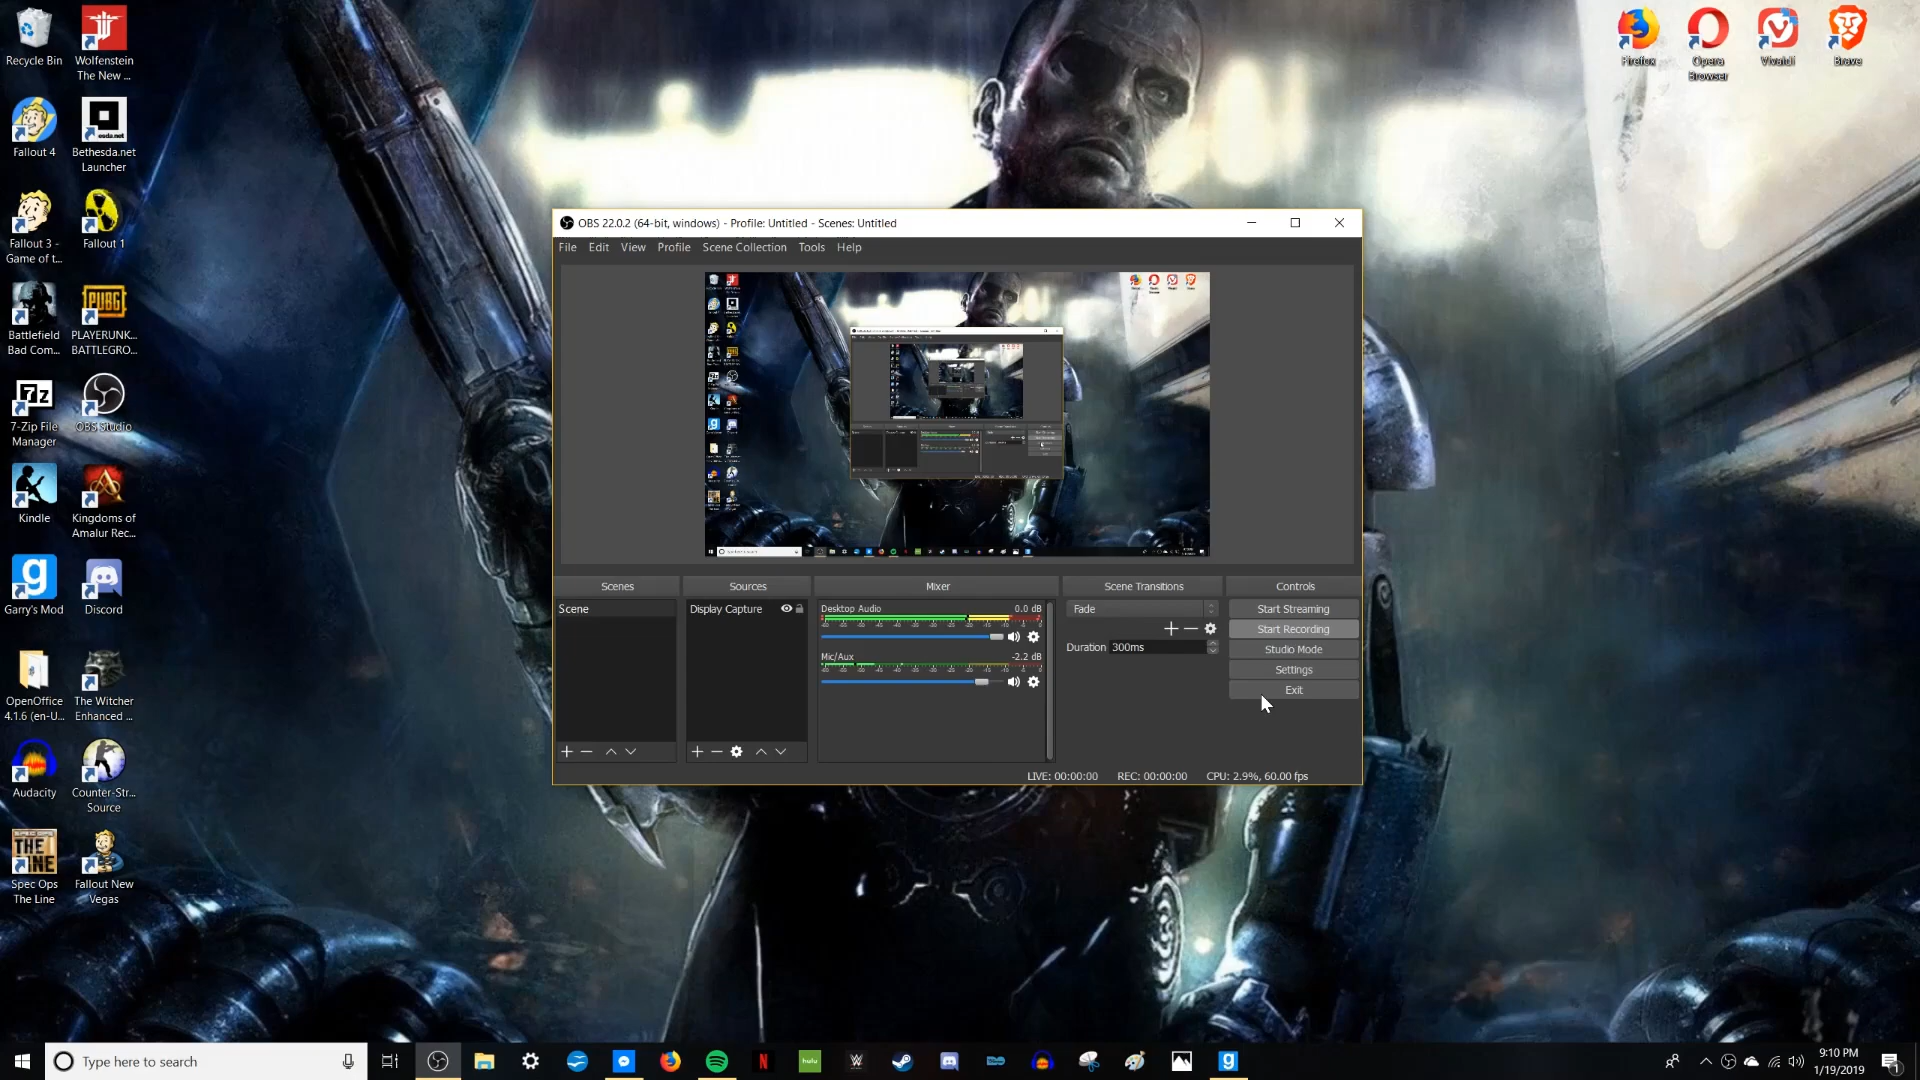 Recycle Bin
Wolfenstein
The New ...
Fallout 4
Bethesda.net
Launcher
Fallout 3 -
Game of t...
Fallout 1
Battlefield
Bad Com...
PLAYERUNK...
BATTLEGRO...
7-Zip File
Manager
OBS Studio
Kindle
Kingdoms of
Amalur Rec...
Garry's Mod
Discord
OpenOffice
4.1.6 (en-U...
The Witcher
Enhanced ...
Audacity
Counter-Str...
Source
Spec Ops
The Line
Fallout New
Vegas
Firefox
Opera
Browser
Vivaldi
Brave
OBS 22.0.2 (64-bit, windows) - Profile: Untitled - Scenes: Untitled
File Edit View Profile Scene Collection Tools Help
Scenes Sources Mixer Scene Transitions Controls
Scene
Display Capture
Desktop Audio 0.0 dB
Mic/Aux -2.2 dB
Fade
Duration 300ms
Start Streaming
Start Recording
Studio Mode
Settings
Exit
LIVE: 00:00:00 REC: 00:00:00 CPU: 2.9%, 60.00 fps
Type here to search
hulu
9:10 PM
1/19/2019